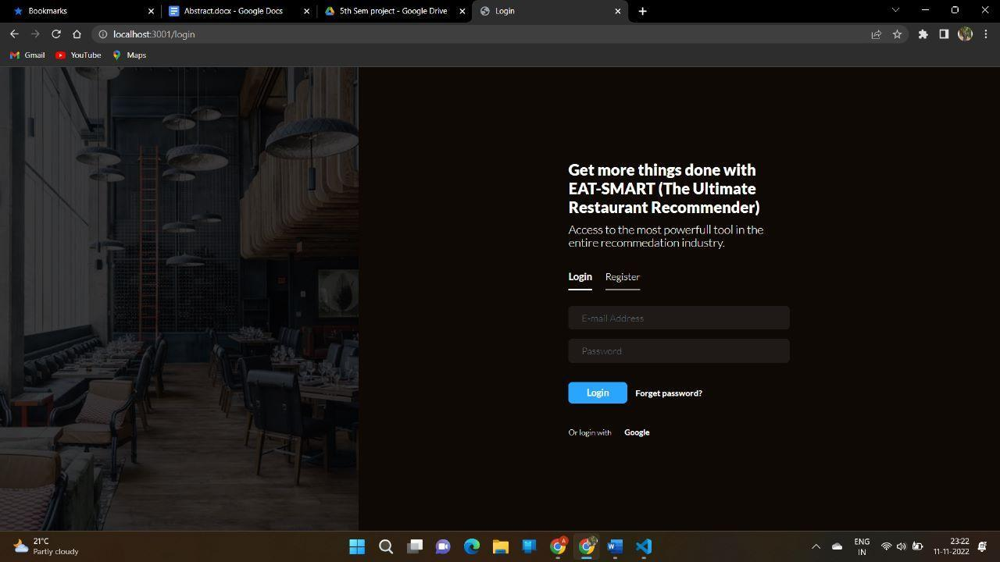 Bookmarks
Abstract.docx - Google Docs
5th Sem project - Google Drive
Login
localhost:3001/login
Gmail
YouTube
Maps
Get more things done with
EAT-SMART (The Ultimate
Restaurant Recommender)
Access to the most powerfull tool in the
entire recommedation industry.
Login Register
E-mail Address
Password
Login Forget password?
Or login with Google
21°C
Partly cloudy
ENG
IN
23:22
11-11-2022